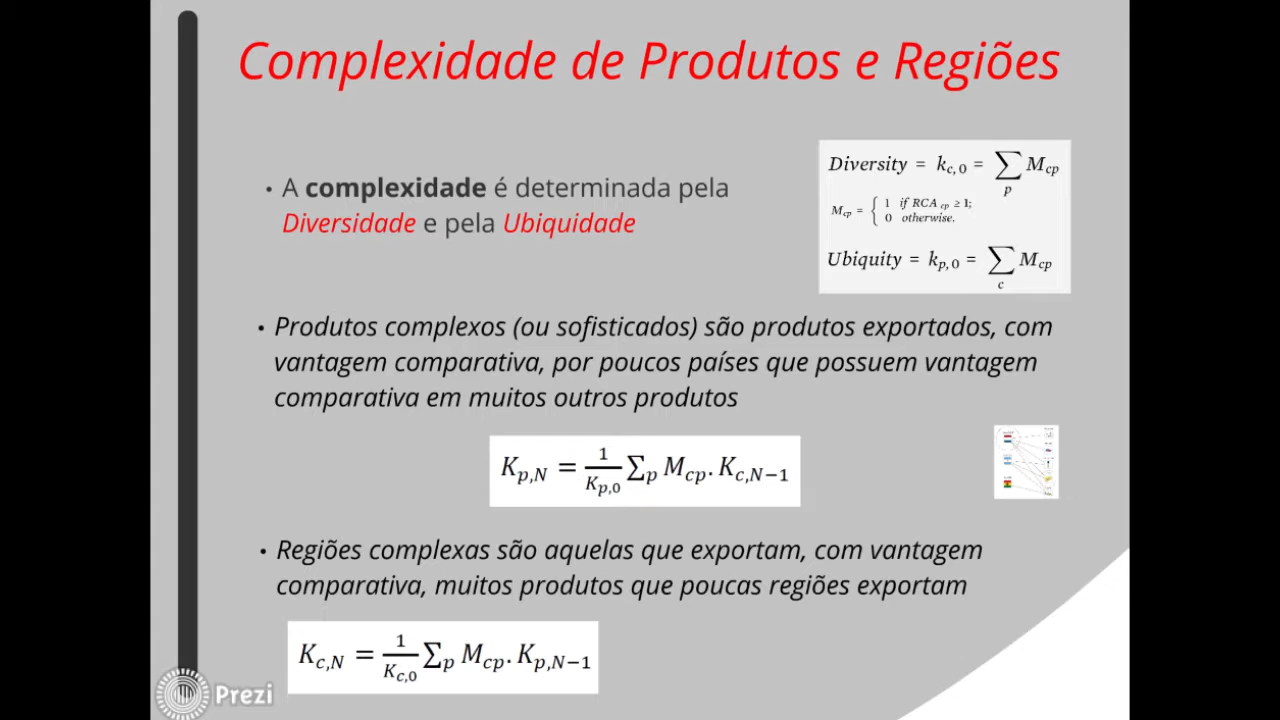 Complexidade de Produtos e Regiões
• A complexidade é determinada pela
Diversidade e pela Ubiquidade
Diversity = k_{c,0} = ∑_p M_{cp}
M_{cp} = { 1 if RCA_{cp} ≥ 1;
0 otherwise.
Ubiquity = k_{p,0} = ∑_c M_{cp}
• Produtos complexos (ou sofisticados) são produtos exportados, com
vantagem comparativa, por poucos países que possuem vantagem
comparativa em muitos outros produtos
K_{p,N} = \frac{1}{K_{p,0}} ∑_p M_{cp}. K_{c,N−1}
• Regiões complexas são aquelas que exportam, com vantagem
comparativa, muitos produtos que poucas regiões exportam
K_{c,N} = \frac{1}{K_{c,0}} ∑_p M_{cp}. K_{p,N−1}
Prezi